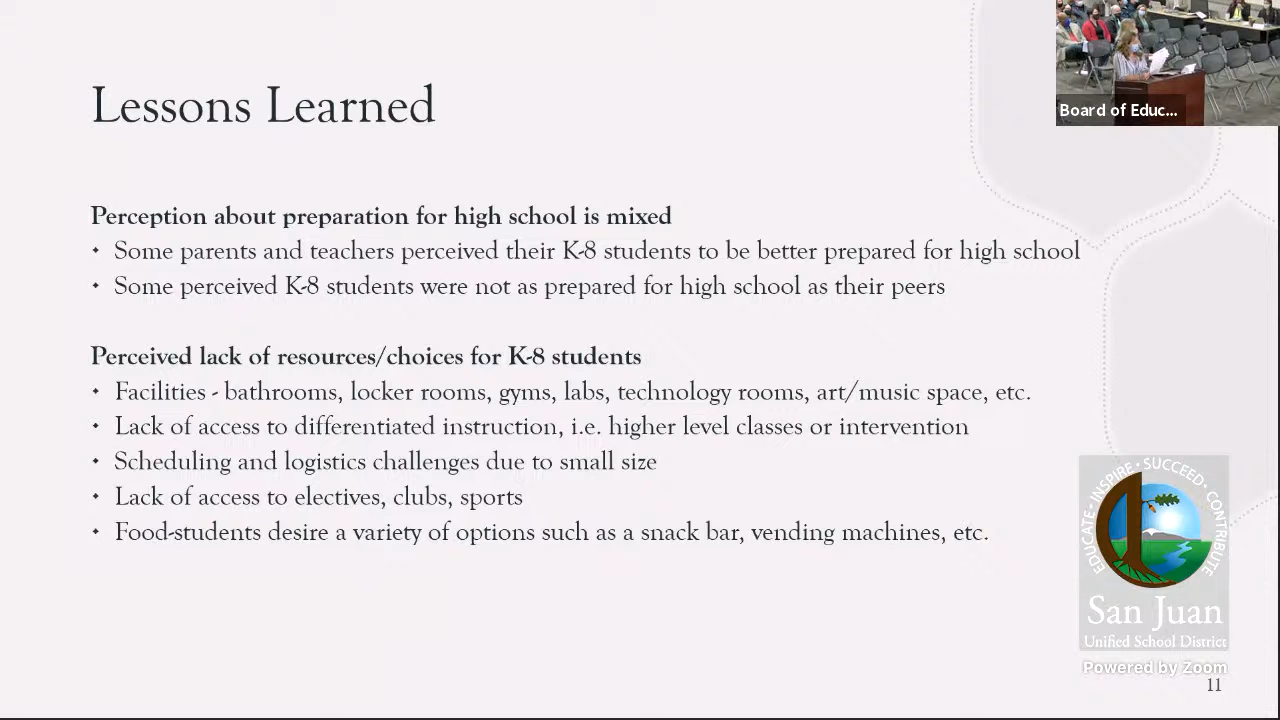 Board of Educ...
Lessons Learned
Perception about preparation for high school is mixed
• Some parents and teachers perceived their K-8 students to be better prepared for high school
• Some perceived K-8 students were not as prepared for high school as their peers
Perceived lack of resources/choices for K-8 students
• Facilities - bathrooms, locker rooms, gyms, labs, technology rooms, art/music space, etc.
• Lack of access to differentiated instruction, i.e. higher level classes or intervention
• Scheduling and logistics challenges due to small size
• Lack of access to electives, clubs, sports
• Food-students desire a variety of options such as a snack bar, vending machines, etc.
EDUCATE • INSPIRE • SUCCEED • CONTRIBUTE
San Juan
Unified School District
Powered by Zoom
11